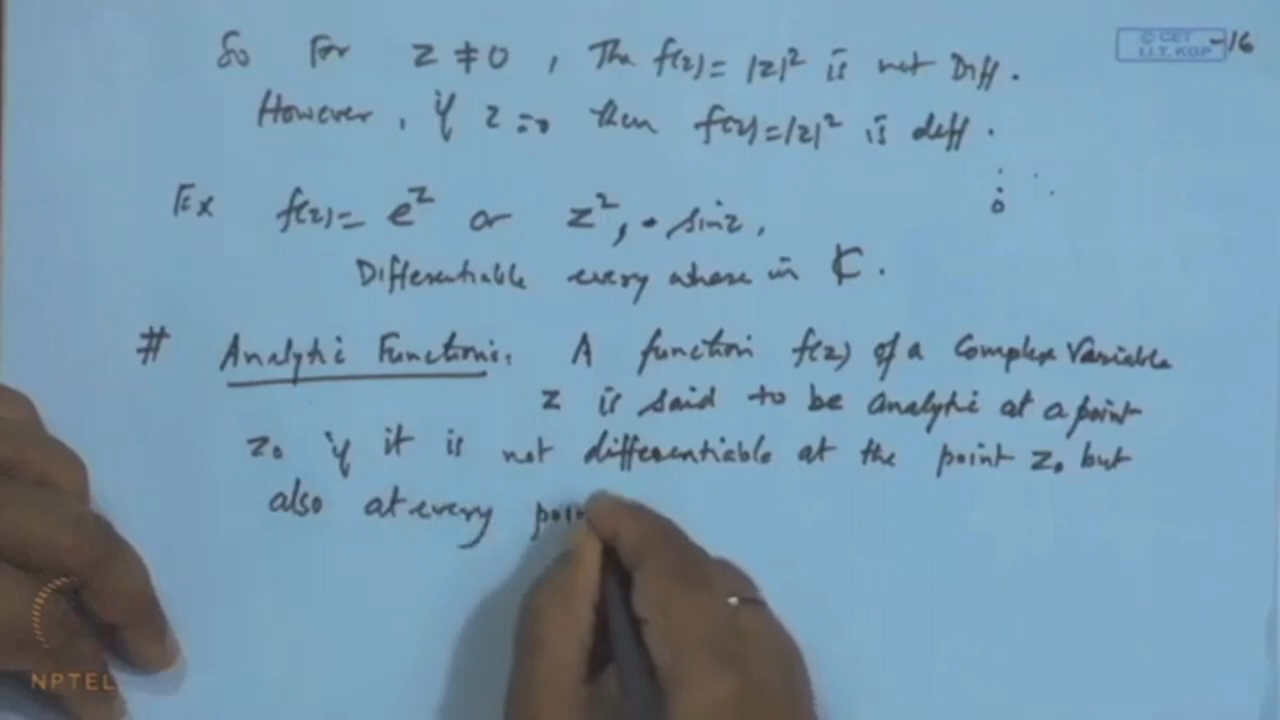 © CET
I.I.T. KGP -16
So For z ≠ 0, The f(z) = |z|² is not Diff.
However, if z = 0 then f(z) = |z|² is diff.
Ex f(z) = e^z or z², sin z,
Differentiable every where in ℂ.
# Analytic Functions: A function f(z) of a Complex Variable
z is said to be analytic at a point
z₀ if it is not differentiable at the point z₀ but
also at every poin
NPTEL